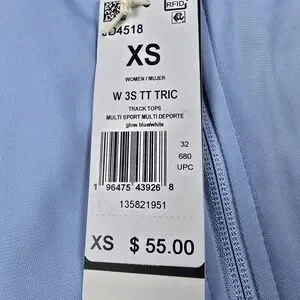 RFID
JD4518
XS
WOMEN / MUJER
W 3S TT TRIC
TRACK TOPS
MULTI SPORT MULTI DEPORTE
glow blue/white
32
680
UPC
1 96475 43926 8
135821951
XS $ 55.00